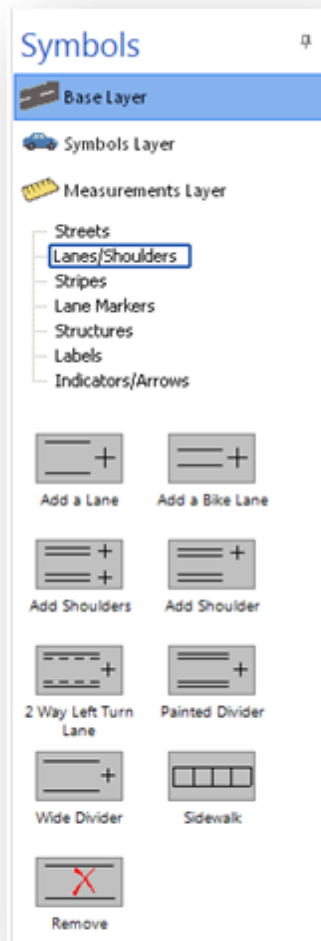 Symbols
Base Layer
Symbols Layer
Measurements Layer
Streets
Lanes/Shoulders
Stripes
Lane Markers
Structures
Labels
Indicators/Arrows
Add a Lane
Add a Bike Lane
Add Shoulders
Add Shoulder
2 Way Left Turn
Lane
Painted Divider
Wide Divider
Sidewalk
Remove